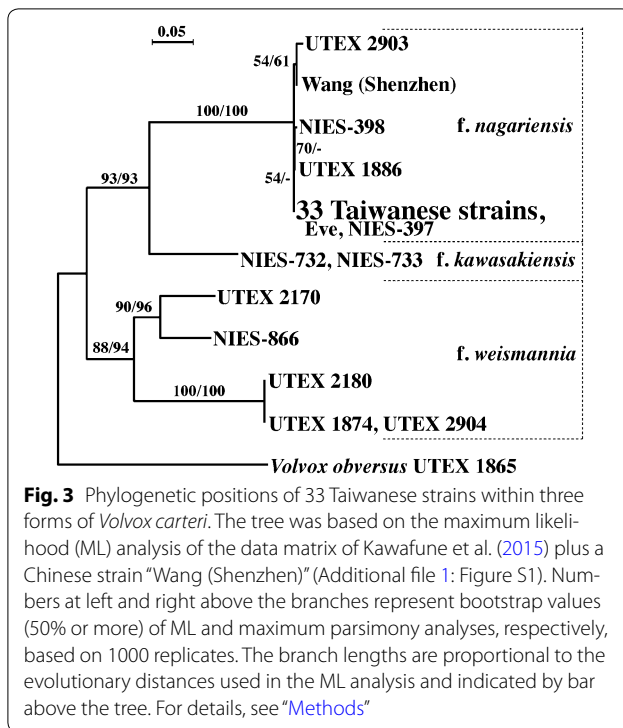 0.05
UTEX 2903
54/61
Wang (Shenzhen)
100/100
NIES-398
f. nagariensis
70/-
UTEX 1886
54/-
93/93
33 Taiwanese strains,
Eve, NIES-397
NIES-732, NIES-733 f. kawasakiensis
90/96
UTEX 2170
NIES-866
88/94
f. weismannia
UTEX 2180
100/100
UTEX 1874, UTEX 2904
Volvox obversus UTEX 1865
Fig. 3 Phylogenetic positions of 33 Taiwanese strains within three
forms of Volvox carteri. The tree was based on the maximum likeli-
hood (ML) analysis of the data matrix of Kawafune et al. (2015) plus a
Chinese strain “Wang (Shenzhen)” (Additional file 1: Figure S1). Num-
bers at left and right above the branches represent bootstrap values
(50% or more) of ML and maximum parsimony analyses, respectively,
based on 1000 replicates. The branch lengths are proportional to the
evolutionary distances used in the ML analysis and indicated by bar
above the tree. For details, see “Methods”